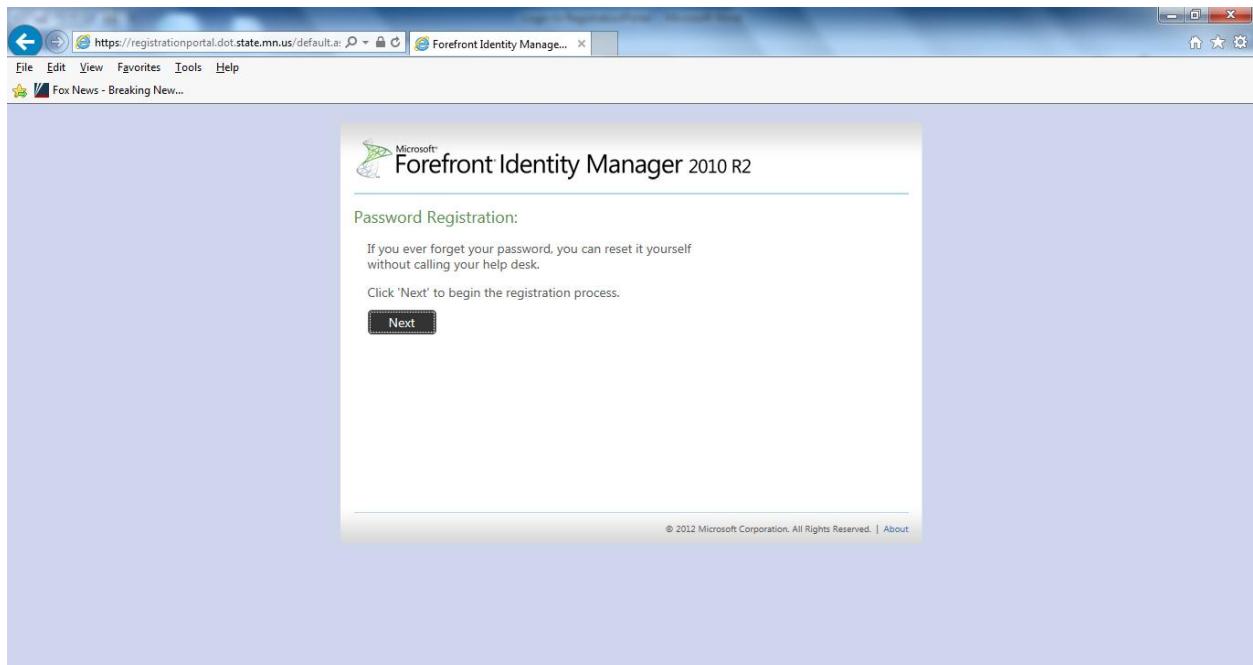 https://registrationportal.dot.state.mn.us/default.a
Forefront Identity Manage...
File Edit View Favorites Tools Help
Fox News - Breaking New...
Microsoft
Forefront Identity Manager 2010 R2
Password Registration:
If you ever forget your password, you can reset it yourself
without calling your help desk.
Click 'Next' to begin the registration process.
Next
© 2012 Microsoft Corporation. All Rights Reserved. | About